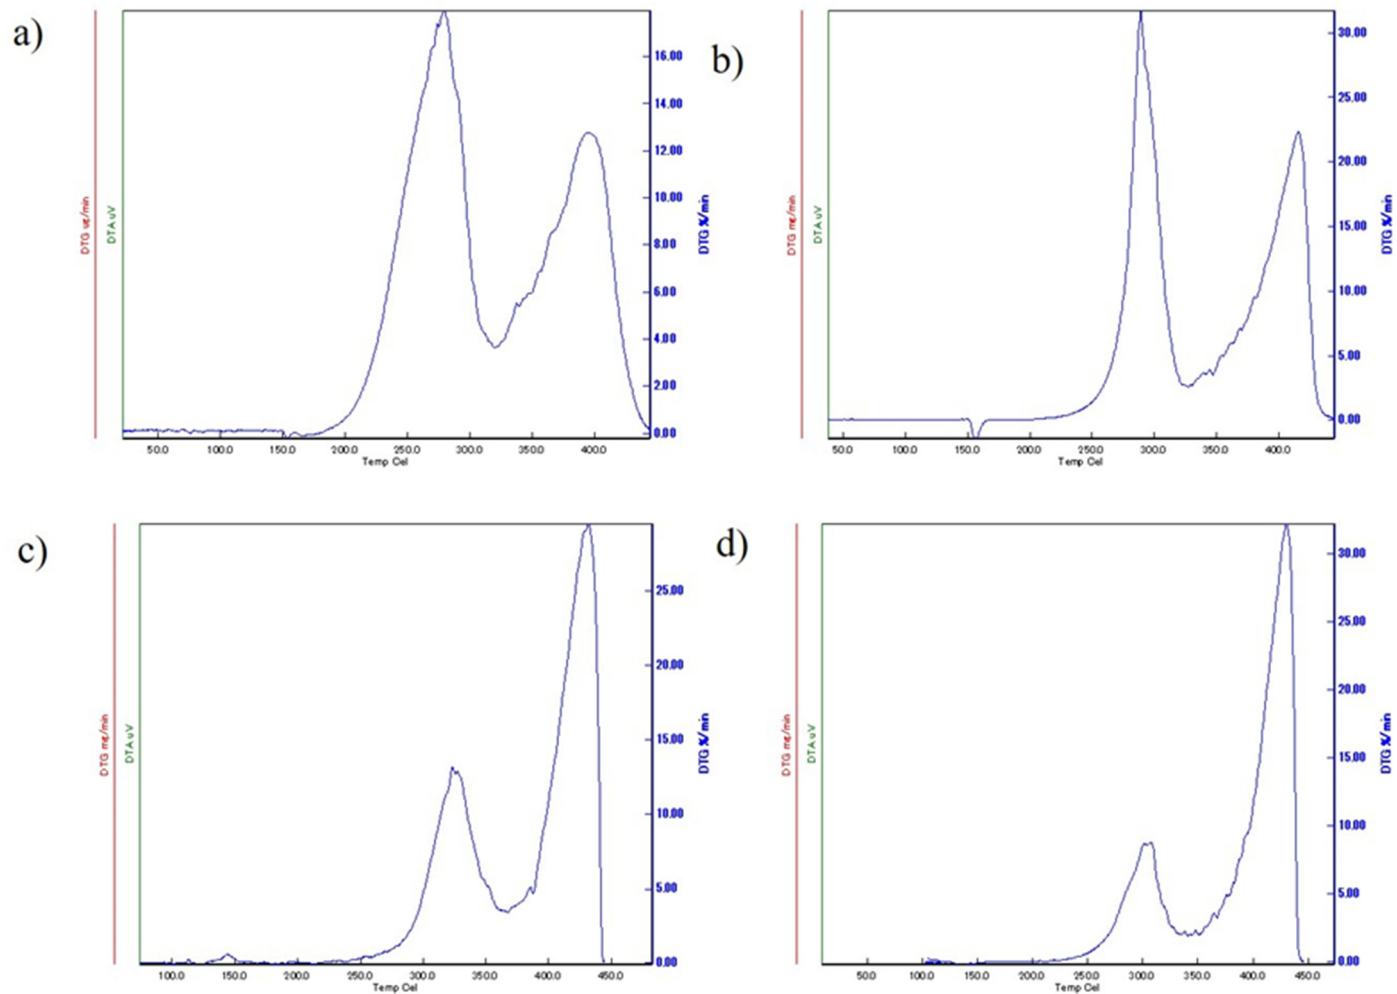 a)
DTG ug/min
DTA uV
16.00
14.00
12.00
10.00
8.00
6.00
4.00
2.00
0.00
DTG %/min
50.0 100.0 150.0 200.0 250.0 300.0 350.0 400.0
Temp Cel
b)
DTG mg/min
DTA uV
30.00
25.00
20.00
15.00
10.00
5.00
0.00
DTG %/min
50.0 100.0 150.0 200.0 250.0 300.0 350.0 400.0
Temp Cel
c)
DTG mg/min
DTA uV
25.00
20.00
15.00
10.00
5.00
0.00
DTG %/min
100.0 150.0 200.0 250.0 300.0 350.0 400.0 450.0
Temp Cel
d)
DTG mg/min
DTA uV
30.00
25.00
20.00
15.00
10.00
5.00
0.00
DTG %/min
50.0 100.0 150.0 200.0 250.0 300.0 350.0 400.0 450.0
Temp Cel